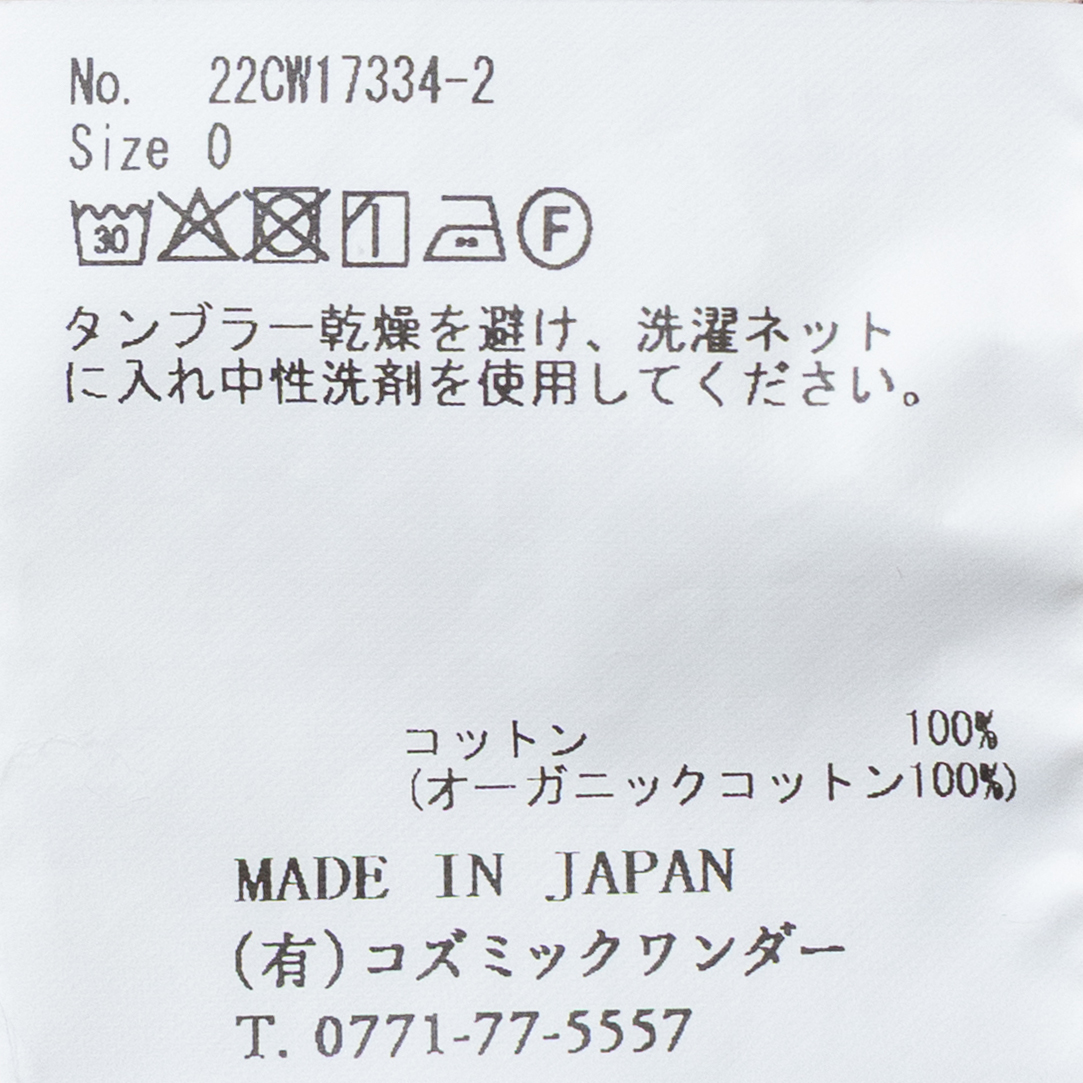 No. 22CW17334-2
Size 0
30 F
タンブラー乾燥を避け、洗濯ネット
に入れ中性洗剤を使用してください。
コットン 100%
(オーガニックコットン100%)
MADE IN JAPAN
(有)コズミックワンダー
T. 0771-77-5557